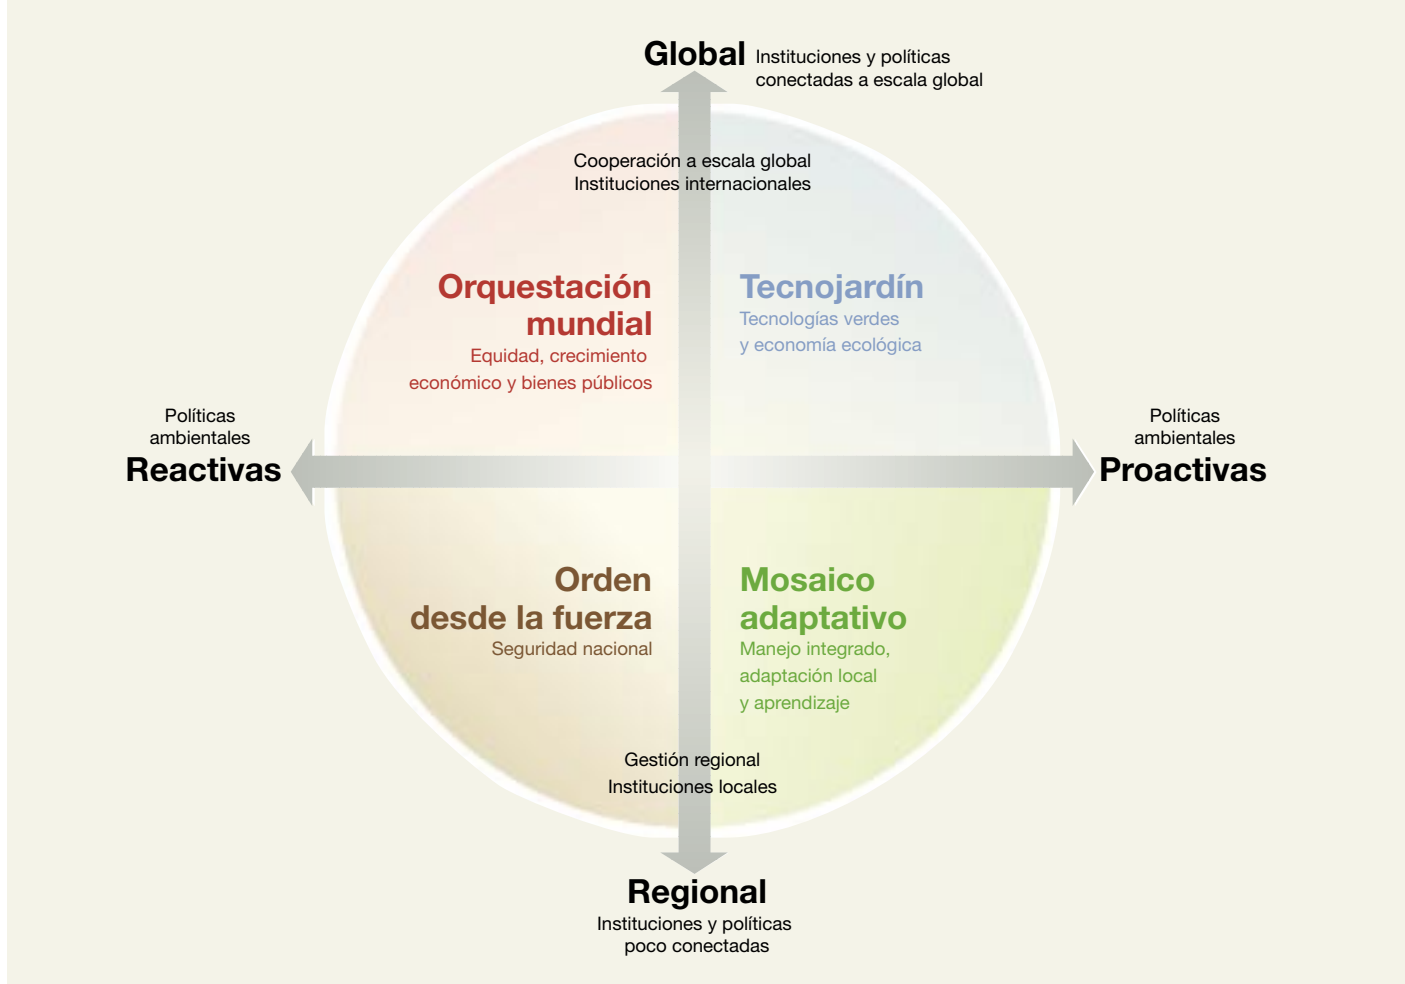 Global
Instituciones y políticas
conectadas a escala global
Cooperación a escala global
Instituciones internacionales
Orquestación
mundial
Equidad, crecimiento
económico y bienes públicos
Tecnojardín
Tecnologías verdes
y economía ecológica
Políticas
ambientales
Reactivas
Políticas
ambientales
Proactivas
Orden
desde la fuerza
Seguridad nacional
Mosaico
adaptativo
Manejo integrado,
adaptación local
y aprendizaje
Gestión regional
Instituciones locales
Regional
Instituciones y políticas
poco conectadas